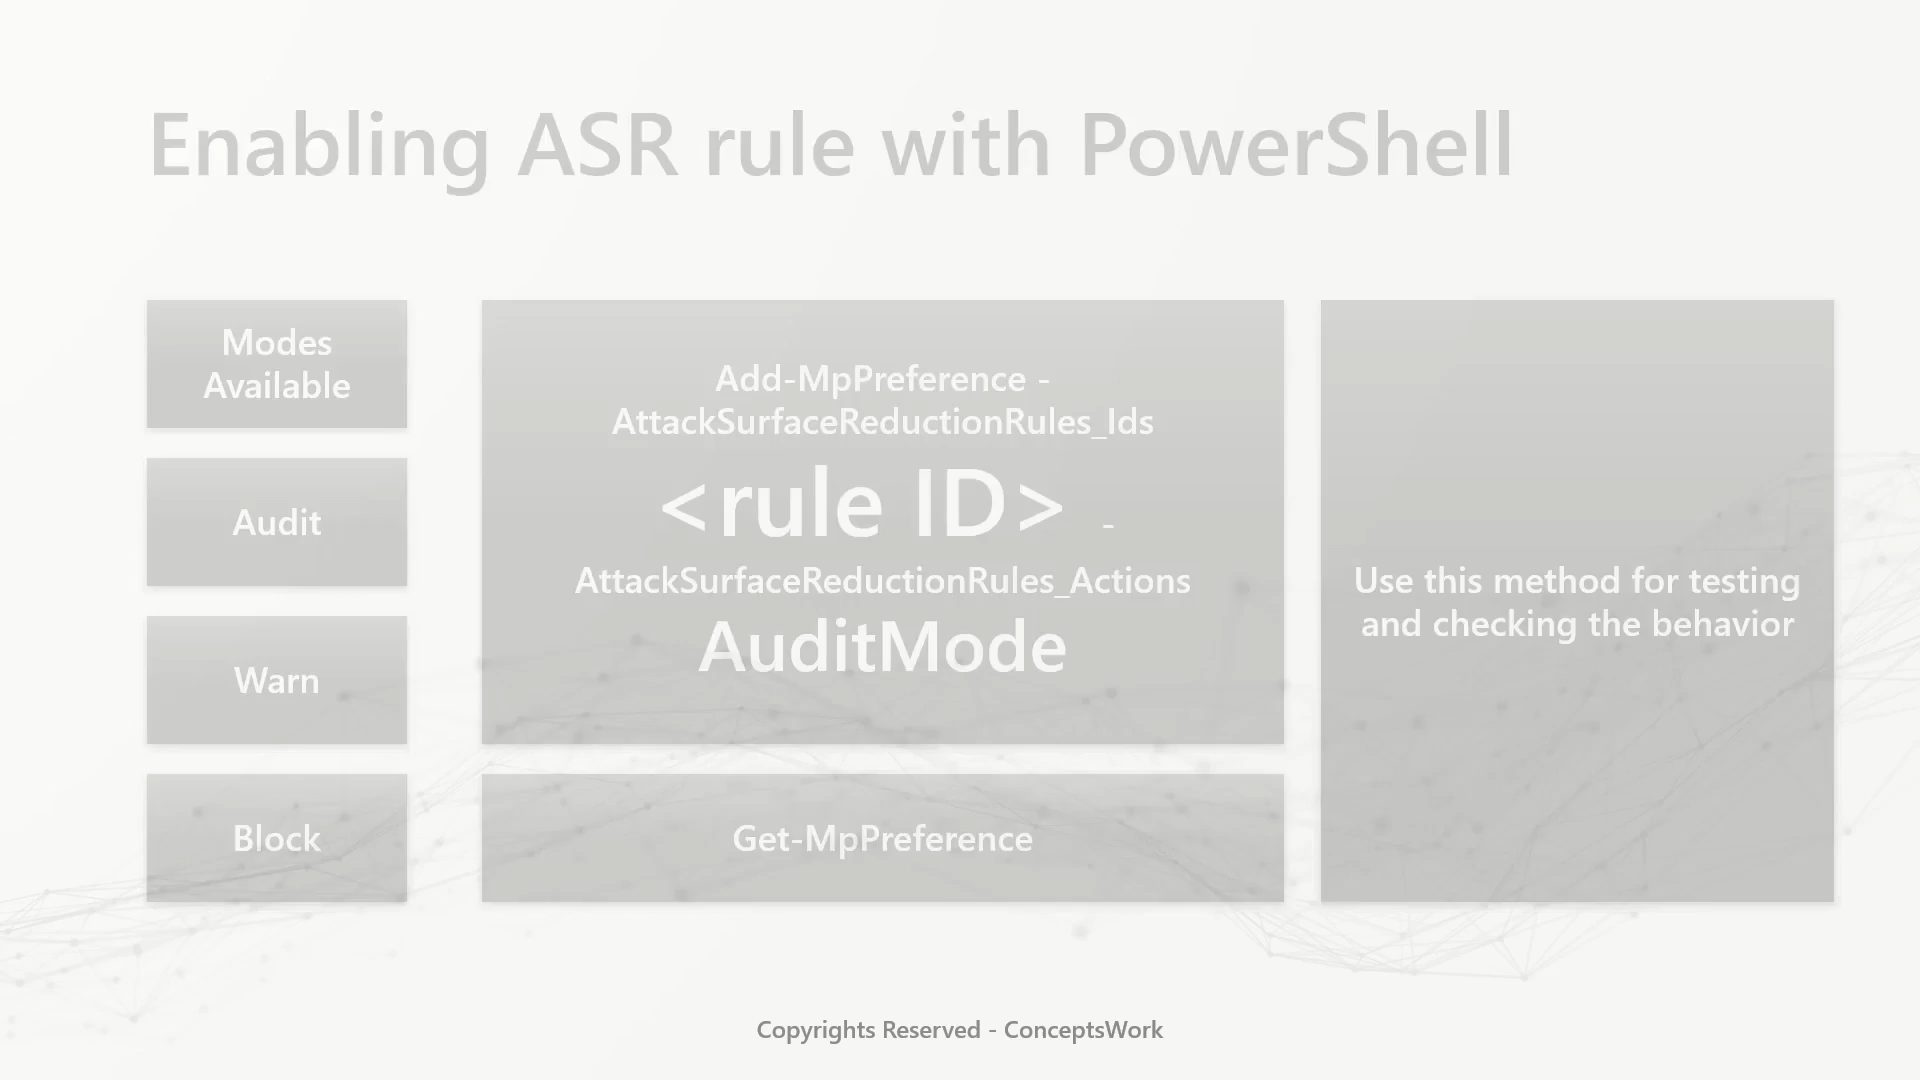 Enabling ASR rule with PowerShell
Modes
Available
Audit
Warn
Block
Add-MpPreference -
AttackSurfaceReductionRules_Ids
<rule ID> -
AttackSurfaceReductionRules_Actions
AuditMode
Get-MpPreference
Use this method for testing
and checking the behavior
Copyrights Reserved - ConceptsWork